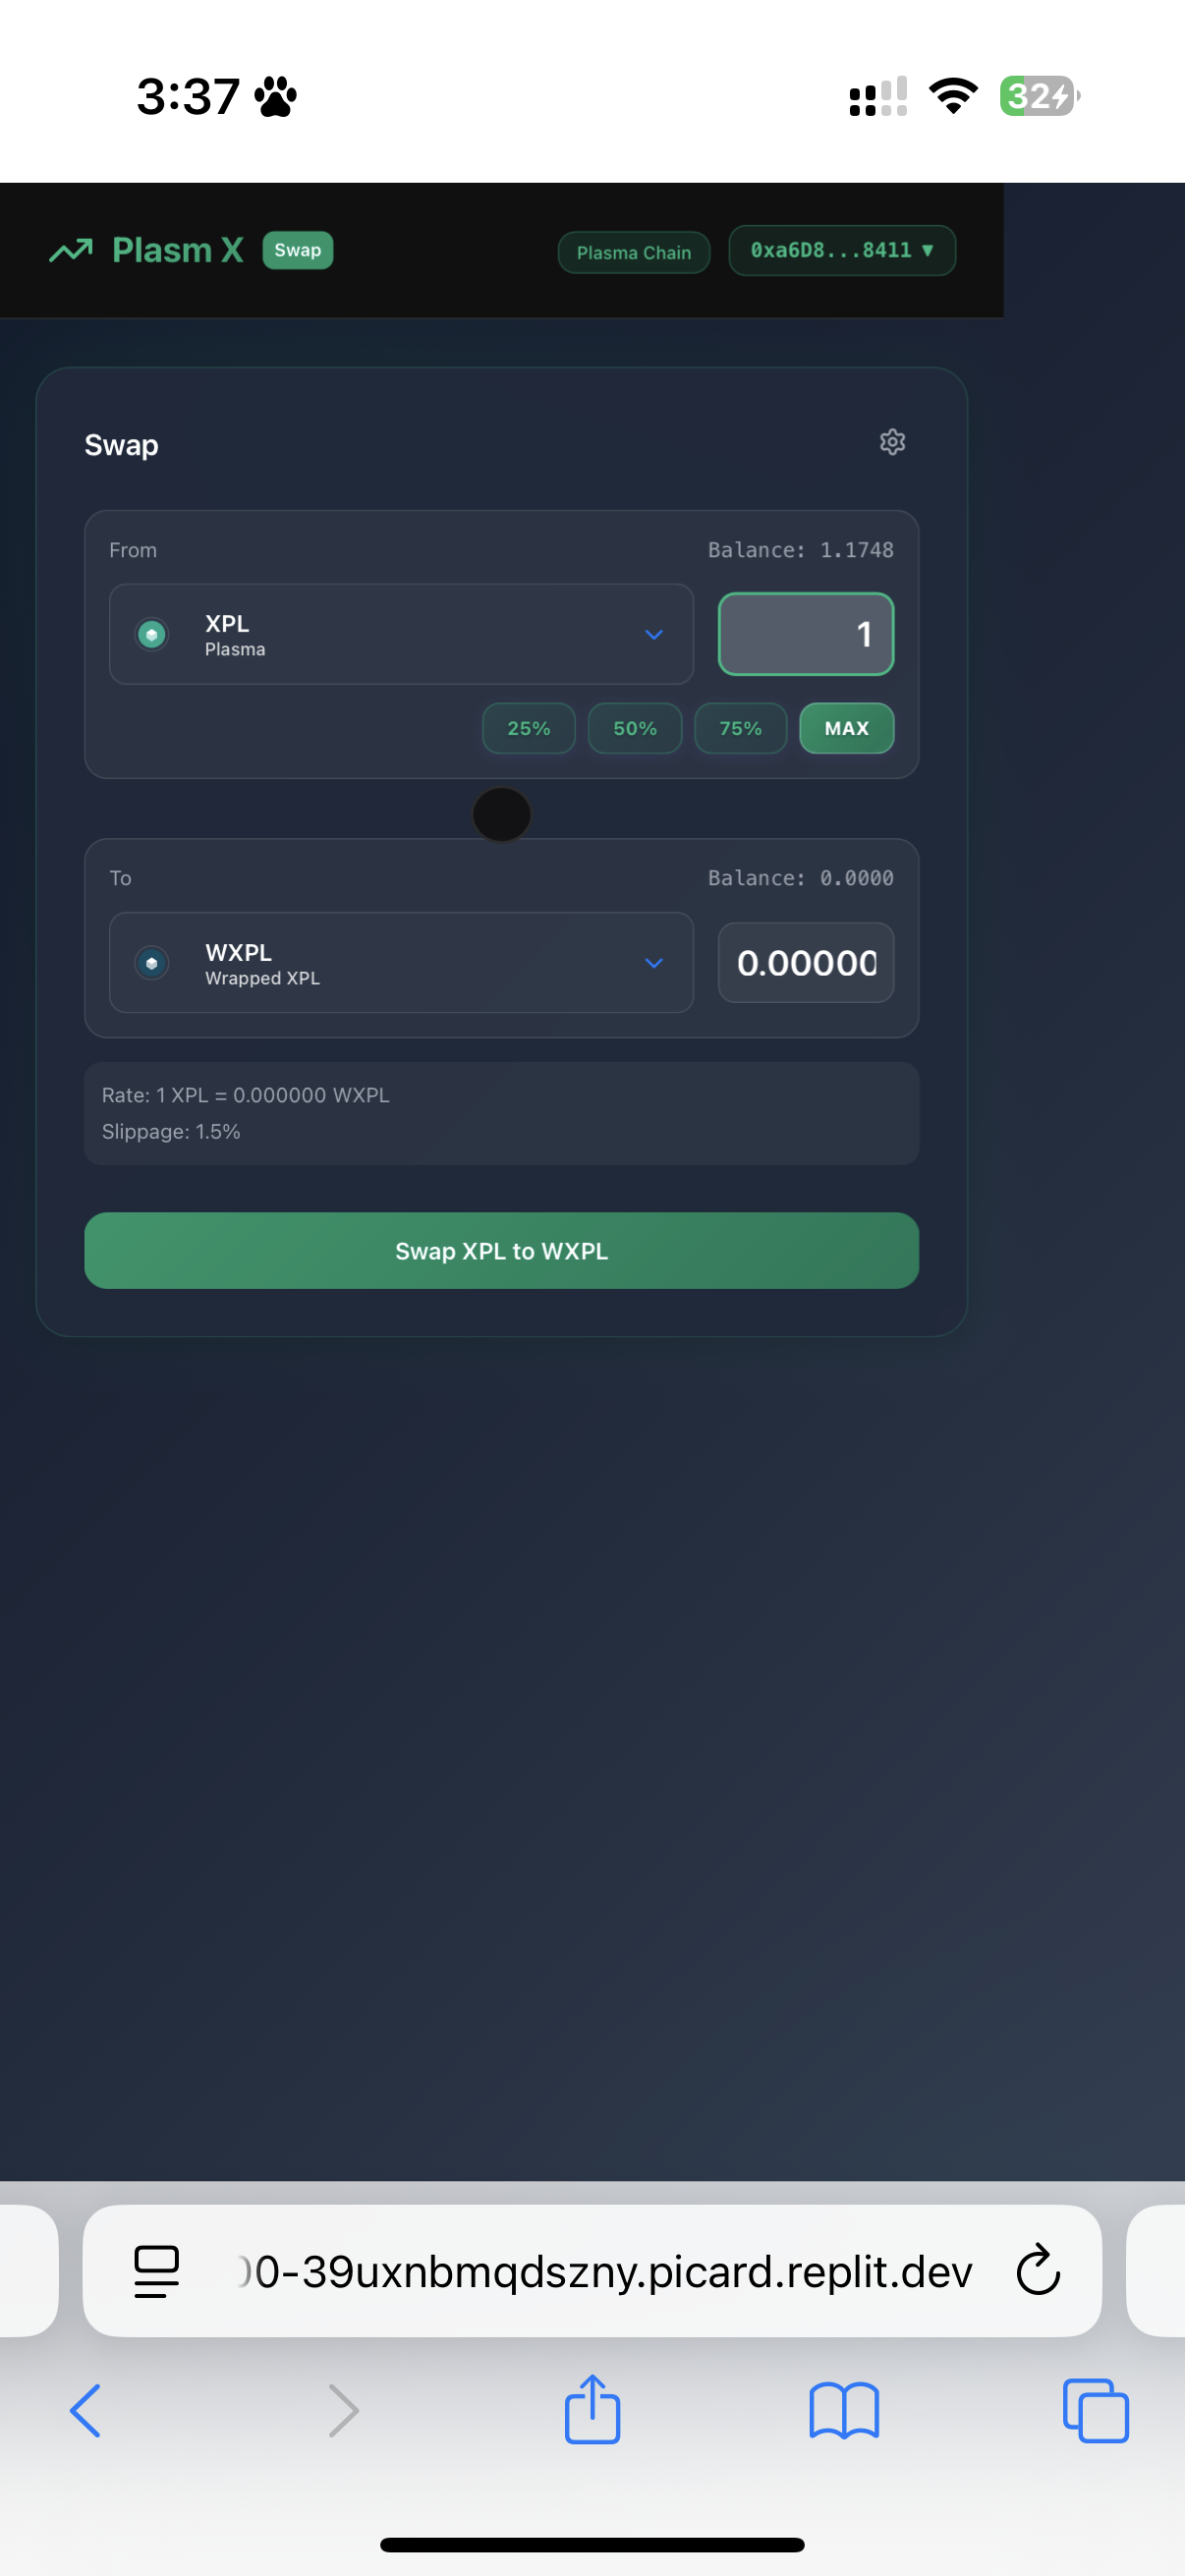 3:37
32
Plasm X Swap Plasma Chain 0xa6D8...8411 ▼
Swap
From Balance: 1.1748
XPL
Plasma
1
25% 50% 75% MAX
To Balance: 0.0000
WXPL
Wrapped XPL
0.00000
Rate: 1 XPL = 0.000000 WXPL
Slippage: 1.5%
Swap XPL to WXPL
0-39uxnbmqdszny.picard.replit.dev